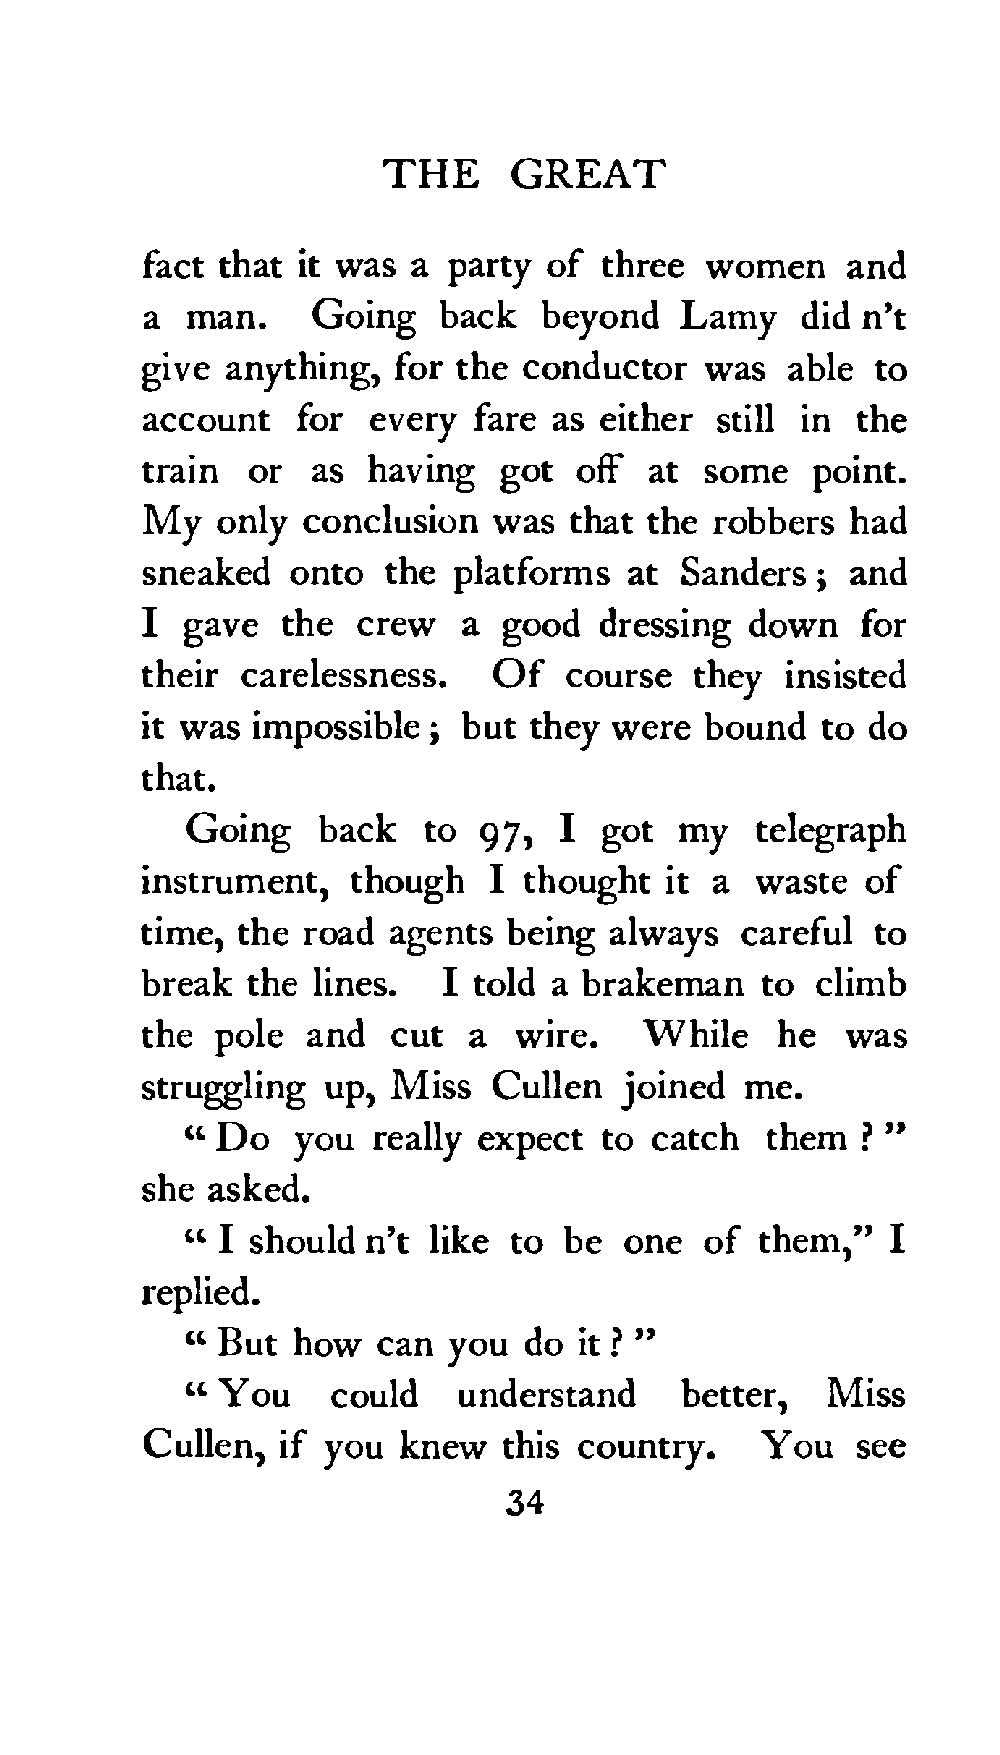 THE GREAT
fact that it was a party of three women and
a man. Going back beyond Lamy did n't
give anything, for the conductor was able to
account for every fare as either still in the
train or as having got off at some point.
My only conclusion was that the robbers had
sneaked onto the platforms at Sanders; and
I gave the crew a good dressing down for
their carelessness. Of course they insisted
it was impossible; but they were bound to do
that.
Going back to 97, I got my telegraph
instrument, though I thought it a waste of
time, the road agents being always careful to
break the lines. I told a brakeman to climb
the pole and cut a wire. While he was
struggling up, Miss Cullen joined me.
“Do you really expect to catch them?”
she asked.
“I should n't like to be one of them,” I
replied.
“But how can you do it?”
“You could understand better, Miss
Cullen, if you knew this country. You see
34